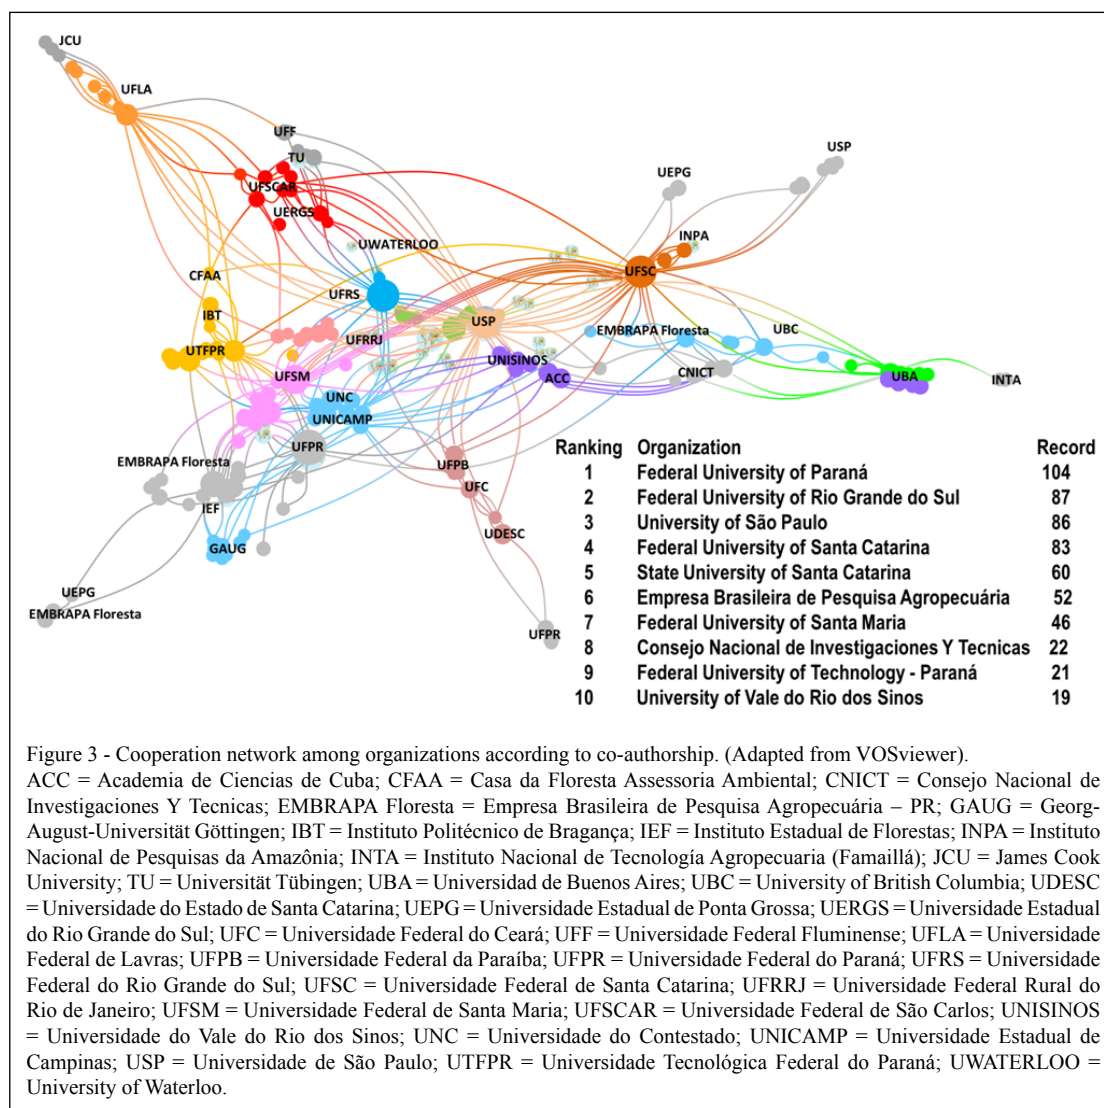 JCU
UFLA
UFF
TU
UFSCAR
UERGS
UEPG
USP
INPA
UWATERLOO
UFSC
CFAA
UFRS
IBT
USP
EMBRAPA Floresta
UBC
UFRRJ
UTFPR
UNISINOS
UFSM
ACC
CNICT
UBA
INTA
UNC
UNICAMP
UFPR
EMBRAPA Floresta
UFPB
IEF
UFC
UDESC
GAUG
UEPG
EMBRAPA Floresta
UFPR
Ranking Organization Record
1 Federal University of Paraná 104
2 Federal University of Rio Grande do Sul 87
3 University of São Paulo 86
4 Federal University of Santa Catarina 83
5 State University of Santa Catarina 60
6 Empresa Brasileira de Pesquisa Agropecuária 52
7 Federal University of Santa Maria 46
8 Consejo Nacional de Investigaciones Y Tecnicas 22
9 Federal University of Technology - Paraná 21
10 University of Vale do Rio dos Sinos 19
Figure 3 - Cooperation network among organizations according to co-authorship. (Adapted from VOSviewer).
ACC = Academia de Ciencias de Cuba; CFAA = Casa da Floresta Assessoria Ambiental; CNICT = Consejo Nacional de
Investigaciones Y Tecnicas; EMBRAPA Floresta = Empresa Brasileira de Pesquisa Agropecuária – PR; GAUG = Georg-
August-Universität Göttingen; IBT = Instituto Politécnico de Bragança; IEF = Instituto Estadual de Florestas; INPA = Instituto
Nacional de Pesquisas da Amazônia; INTA = Instituto Nacional de Tecnología Agropecuaria (Famaillá); JCU = James Cook
University; TU = Universität Tübingen; UBA = Universidad de Buenos Aires; UBC = University of British Columbia; UDESC
= Universidade do Estado de Santa Catarina; UEPG = Universidade Estadual de Ponta Grossa; UERGS = Universidade Estadual
do Rio Grande do Sul; UFC = Universidade Federal do Ceará; UFF = Universidade Federal Fluminense; UFLA = Universidade
Federal de Lavras; UFPB = Universidade Federal da Paraíba; UFPR = Universidade Federal do Paraná; UFRS = Universidade
Federal do Rio Grande do Sul; UFSC = Universidade Federal de Santa Catarina; UFRRJ = Universidade Federal Rural do
Rio de Janeiro; UFSM = Universidade Federal de Santa Maria; UFSCAR = Universidade Federal de São Carlos; UNISINOS
= Universidade do Vale do Rio dos Sinos; UNC = Universidade do Contestado; UNICAMP = Universidade Estadual de
Campinas; USP = Universidade de São Paulo; UTFPR = Universidade Tecnológica Federal do Paraná; UWATERLOO =
University of Waterloo.